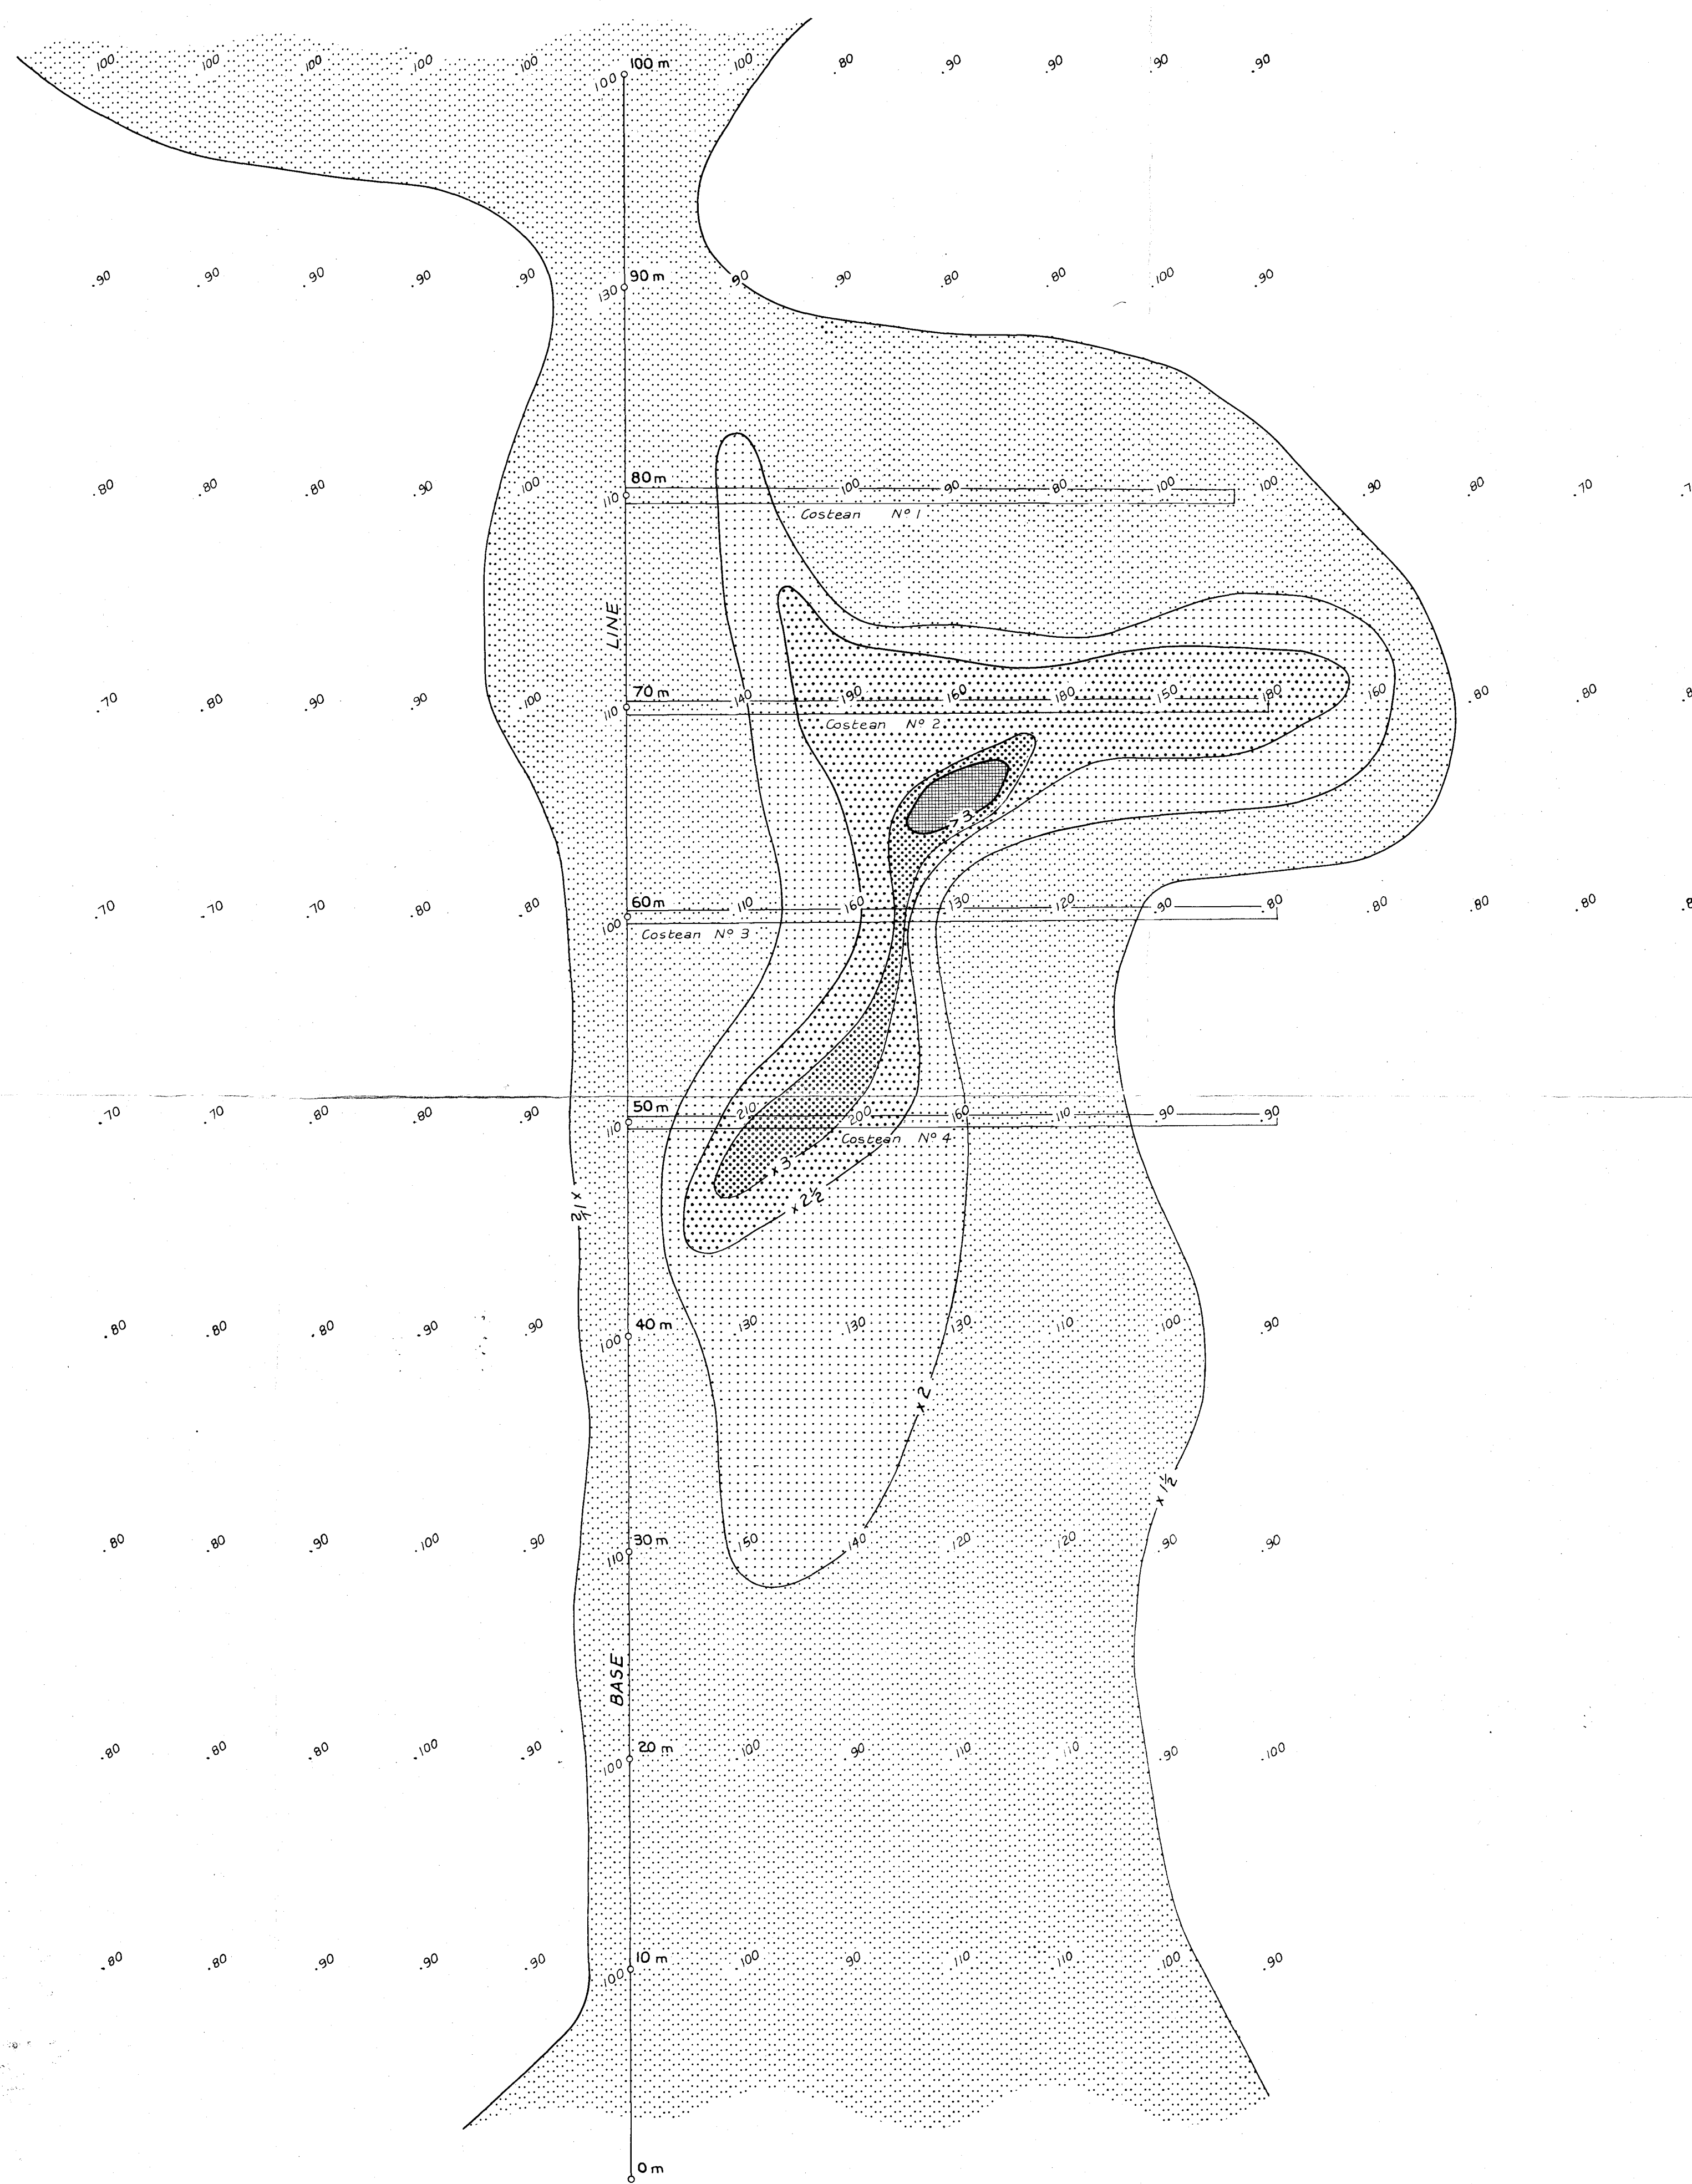 .100 .100 .100 .100 .100 100 100 m 100 .80 .90 .90 .90 .90
.90 .90 .90 .90 .90 130 90 m 90 .90 .80 .80 .100 .90
.80 .80 .80 .90 .100 110 80 m 100 90 80 100 100 .90 .80 .70
Costean Nº 1
LINE
.70 .80 .90 .90 .100 110 70 m 140 190 160 180 150 180 160 .80 .80
Costean Nº 2
> 3
.70 .70 .70 .80 .80 100 60 m 110 160 130 120 .90 .80 .80 .80 .80
Costean Nº 3
.70 .70 .80 .80 .90 110 50 m 210 200 160 110 .90 .90
Costean Nº 4
x 3
x 2½
x 1½
.80 .80 .80 .90 .90 100 40 m .130 .130 .130 .110 .100 .90
x 2
x 1½
.80 .80 .90 .100 .90 110 30 m .150 .140 .120 .120 .90 .90
BASE
.80 .80 .80 .100 .90 100 20 m 100 90 110 110 .90 .100
.80 .80 .90 .90 .90 100 10 m 100 90 110 110 .100 .90
0 m